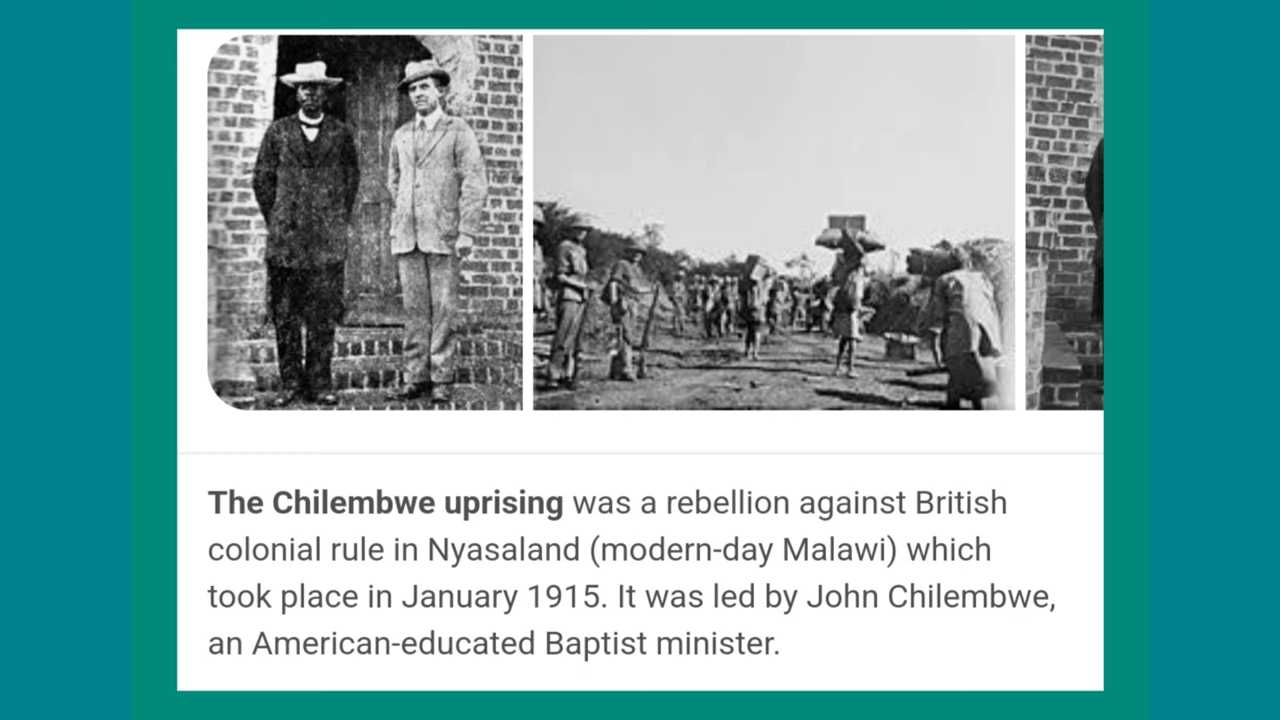 The Chilembwe uprising was a rebellion against British
colonial rule in Nyasaland (modern-day Malawi) which
took place in January 1915. It was led by John Chilembwe,
an American-educated Baptist minister.